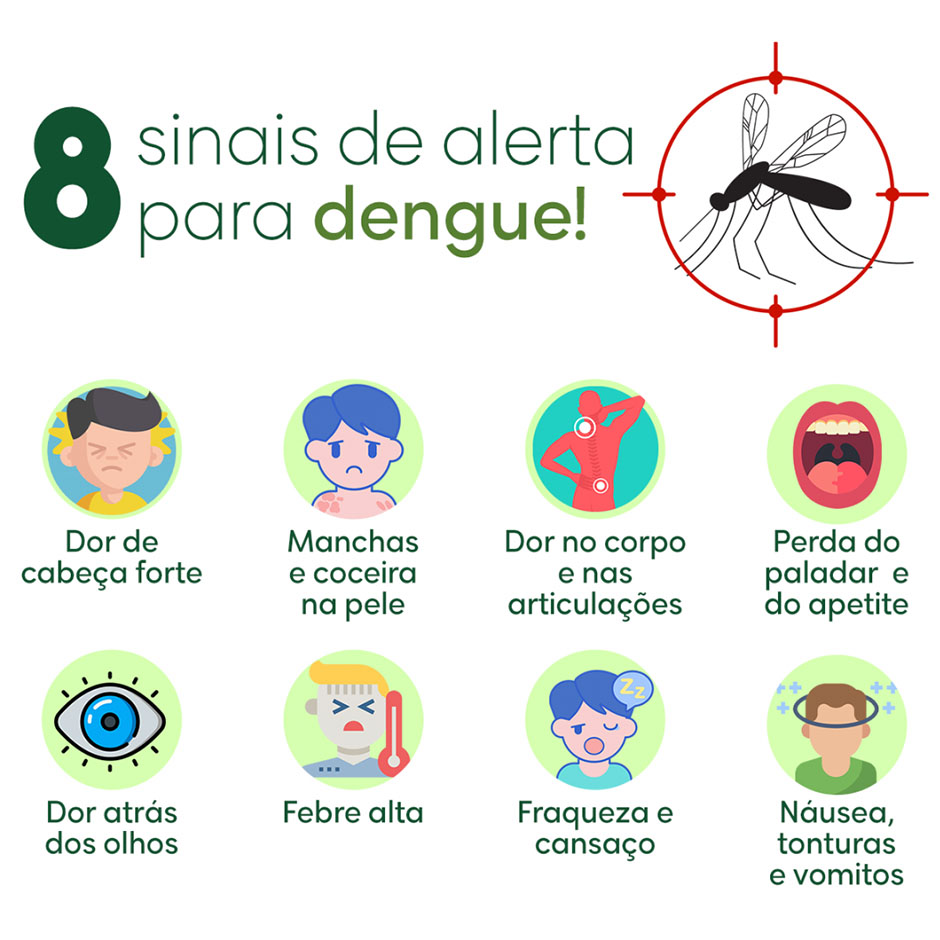 8 sinais de alerta
para dengue!
Dor de
cabeça forte
Manchas
e coceira
na pele
Dor no corpo
e nas
articulações
Perda do
paladar e
do apetite
Dor atrás
dos olhos
Febre alta
Fraqueza e
cansaço
Náusea,
tonturas
e vomitos
ZZ